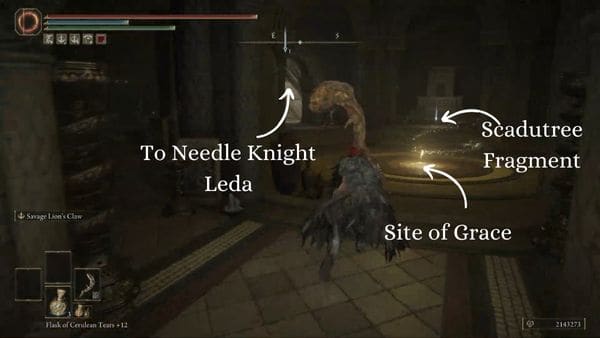 E
S
To Needle Knight
Leda
Scadutree
Fragment
Site of Grace
Savage Lion's Claw
Flask of Cerulean Tears +12
2143273